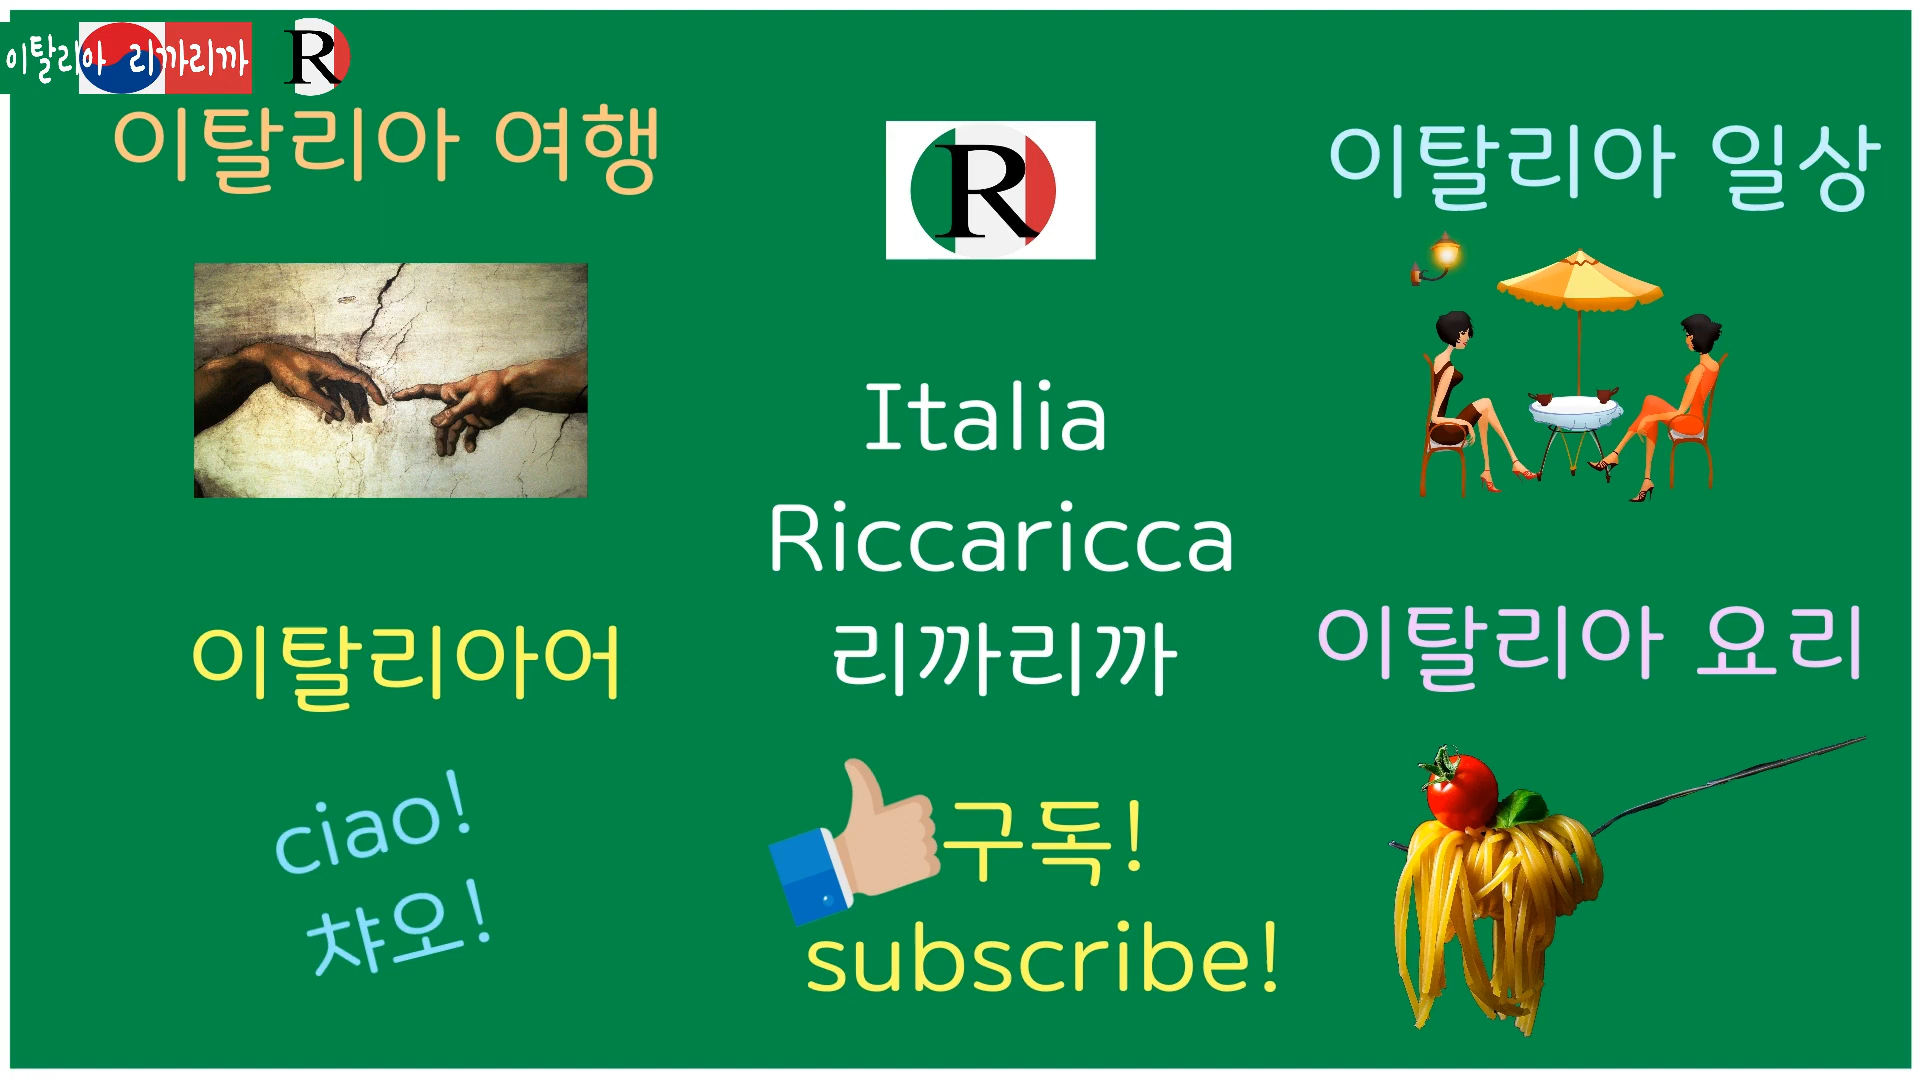 이탈리아 리까리까
R
이탈리아 여행
R
이탈리아 일상
Italia
Riccaricca
리까리까
이탈리아어
이탈리아 요리
ciao!
챠오!
구독!
subscribe!